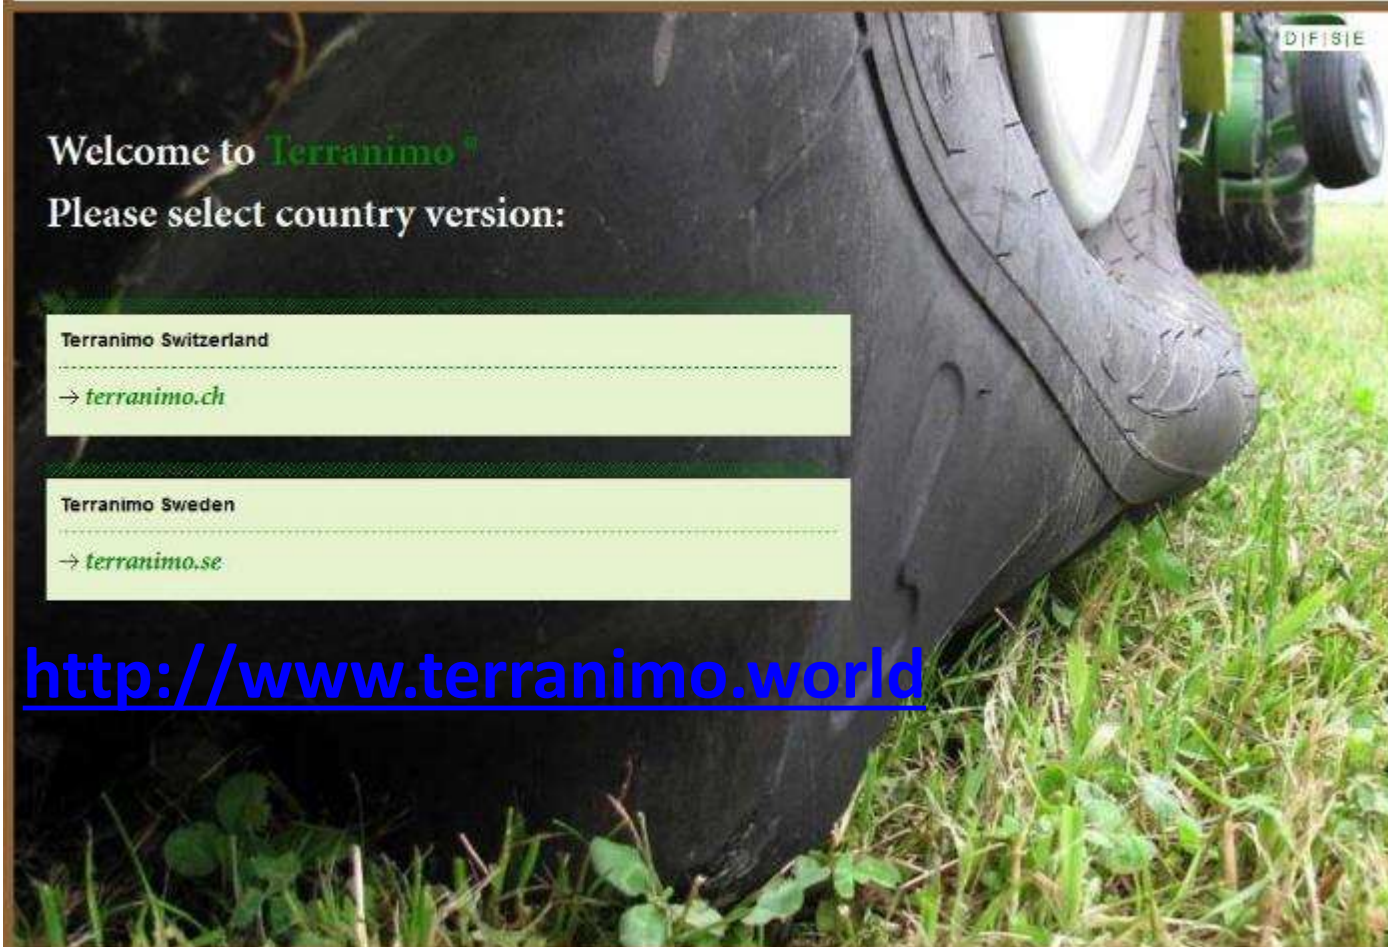 D|F|S|E
Welcome to Terranimo®
Please select country version:
Terranimo Switzerland
→ terranimo.ch
Terranimo Sweden
→ terranimo.se
http://www.terranimo.world